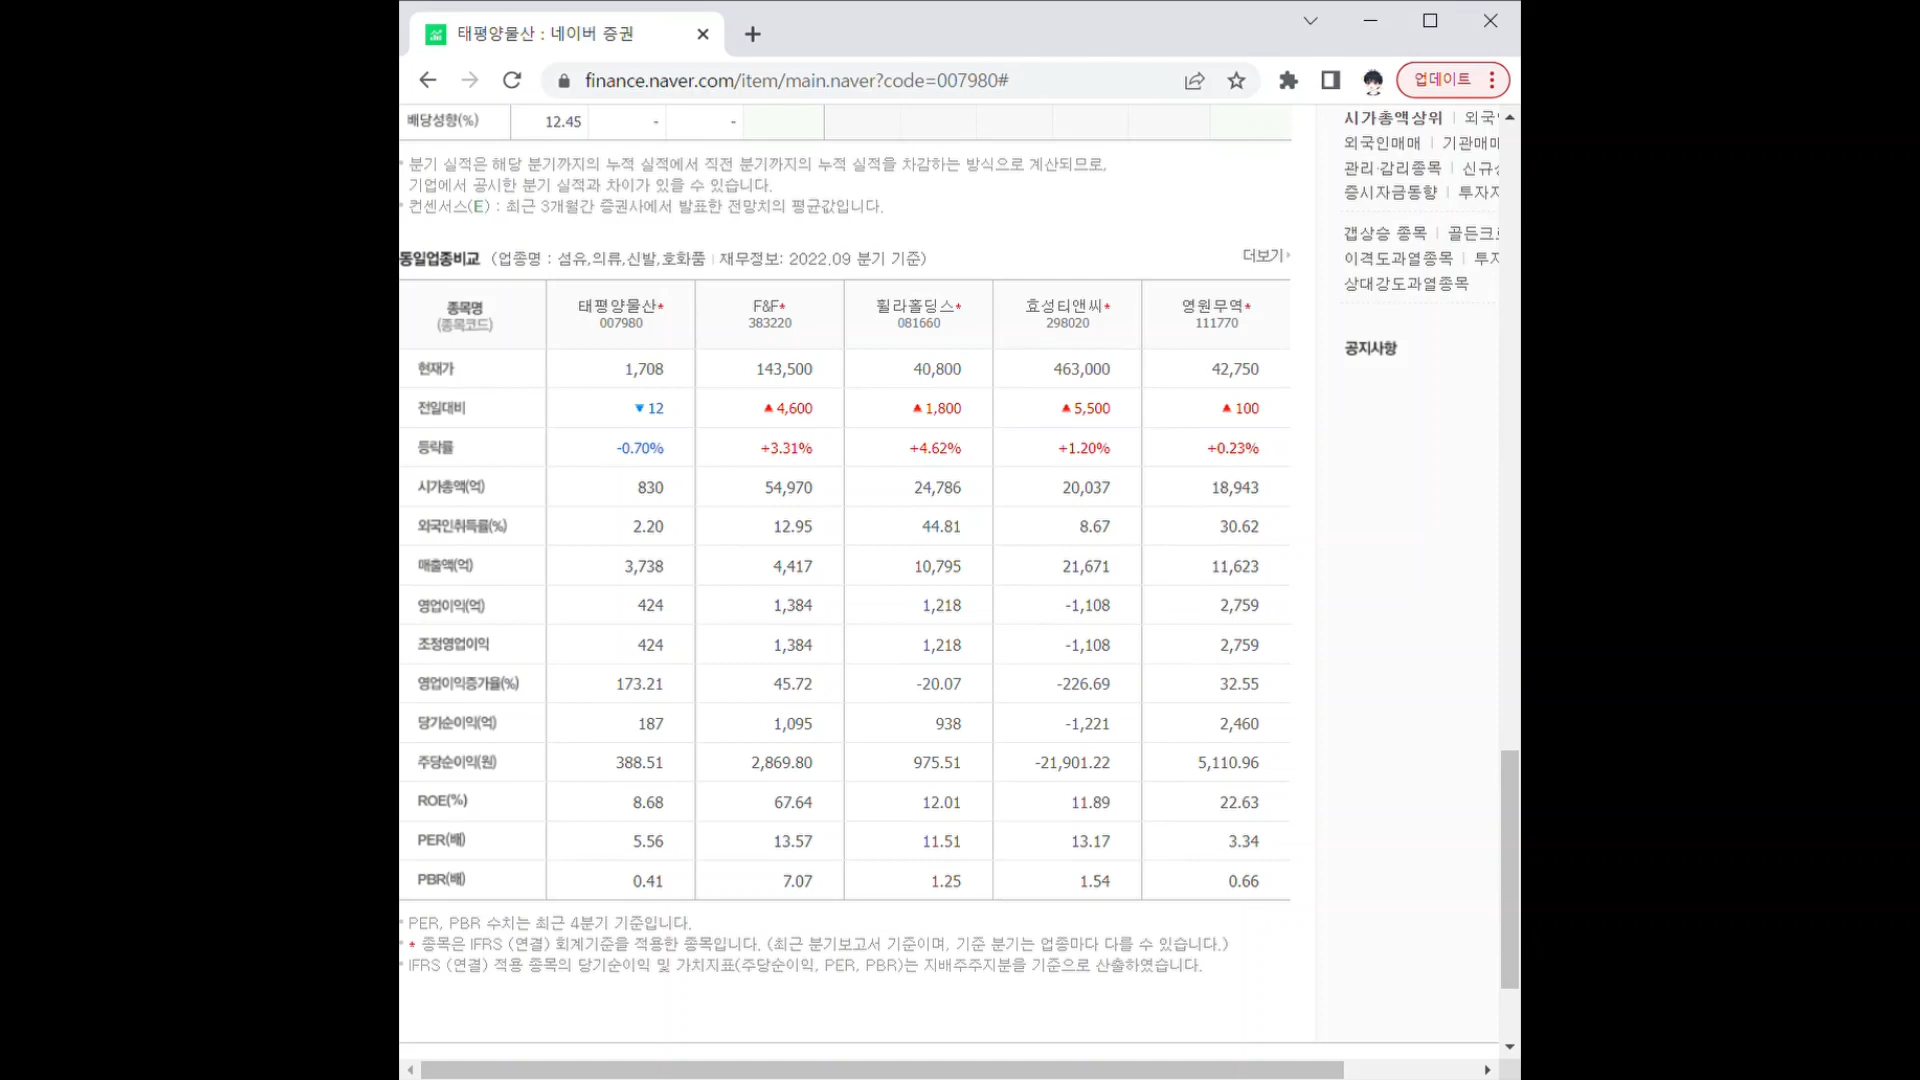 태평양물산 : 네이버 증권
finance.naver.com/item/main.naver?code=007980#
업데이트
배당성향(%) 12.45 - -
분기 실적은 해당 분기까지의 누적 실적에서 직전 분기까지의 누적 실적을 차감하는 방식으로 계산되므로,
기업에서 공시한 분기 실적과 차이가 있을 수 있습니다.
컨센서스(E) : 최근 3개월간 증권사에서 발표한 전망치의 평균값입니다.
동일업종비교 (업종명 : 섬유,의류,신발,호화품 | 재무정보: 2022.09 분기 기준) 더보기
종목명 태평양물산* F&F* 휠라홀딩스* 효성티앤씨* 영원무역*
(종목코드) 007980 383220 081660 298020 111770
현재가 1,708 143,500 40,800 463,000 42,750
전일대비 ▼12 ▲4,600 ▲1,800 ▲5,500 ▲100
등락률 -0.70% +3.31% +4.62% +1.20% +0.23%
시가총액(억) 830 54,970 24,786 20,037 18,943
외국인취득률(%) 2.20 12.95 44.81 8.67 30.62
매출액(억) 3,738 4,417 10,795 21,671 11,623
영업이익(억) 424 1,384 1,218 -1,108 2,759
조정영업이익 424 1,384 1,218 -1,108 2,759
영업이익증가율(%) 173.21 45.72 -20.07 -226.69 32.55
당기순이익(억) 187 1,095 938 -1,221 2,460
주당순이익(원) 388.51 2,869.80 975.51 -21,901.22 5,110.96
ROE(%) 8.68 67.64 12.01 11.89 22.63
PER(배) 5.56 13.57 11.51 13.17 3.34
PBR(배) 0.41 7.07 1.25 1.54 0.66
PER, PBR 수치는 최근 4분기 기준입니다.
* 종목은 IFRS (연결) 회계기준을 적용한 종목입니다. (최근 분기보고서 기준이며, 기준 분기는 업종마다 다를 수 있습니다.)
IFRS (연결) 적용 종목의 당기순이익 및 가치지표(주당순이익, PER, PBR)는 지배주주지분을 기준으로 산출하였습니다.
시가총액상위 | 외국
외국인매매 | 기관매매
관리·감리종목 | 신규
증시자금동향 | 투자
갭상승 종목 | 골든크
이격도과열종목 | 투
상대강도과열종목
공지사항